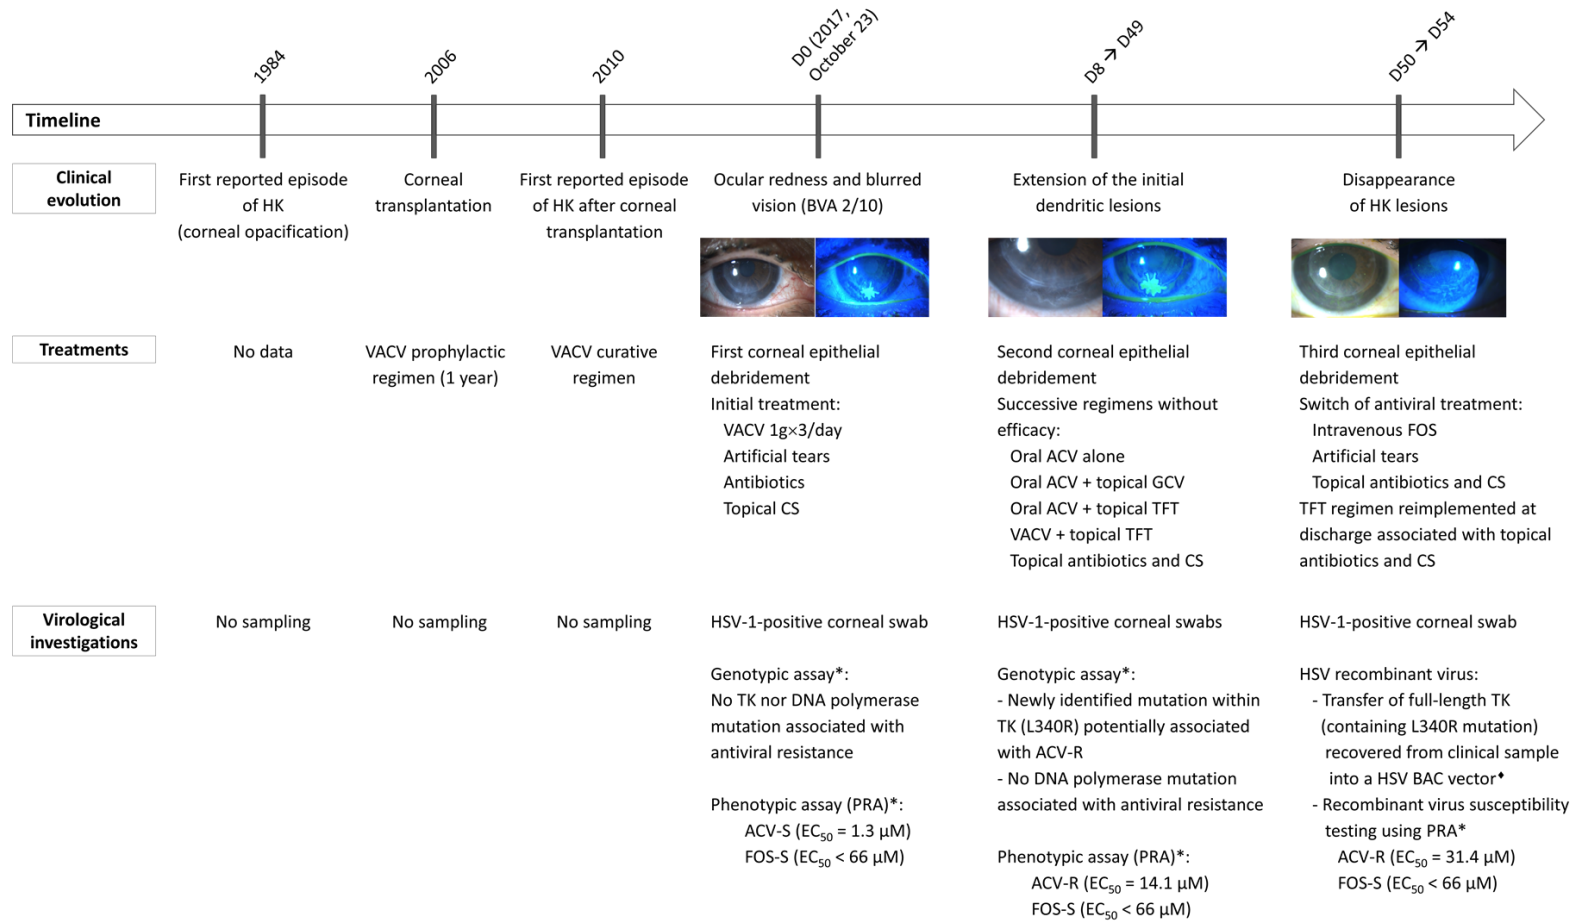 1984
2006
2010
D0 (2017,
October 23)
D8 → D49
D50 → D54
Timeline
Clinical
evolution
First reported episode
of HK
(corneal opacification)
Corneal
transplantation
First reported episode
of HK after corneal
transplantation
Ocular redness and blurred
vision (BVA 2/10)
Extension of the initial
dendritic lesions
Disappearance
of HK lesions
Treatments
No data
VACV prophylactic
regimen (1 year)
VACV curative
regimen
First corneal epithelial
debridement
Initial treatment:
VACV 1g×3/day
Artificial tears
Antibiotics
Topical CS
Second corneal epithelial
debridement
Successive regimens without
efficacy:
Oral ACV alone
Oral ACV + topical GCV
Oral ACV + topical TFT
VACV + topical TFT
Topical antibiotics and CS
Third corneal epithelial
debridement
Switch of antiviral treatment:
Intravenous FOS
Artificial tears
Topical antibiotics and CS
TFT regimen reimplemented at
discharge associated with topical
antibiotics and CS
Virological
investigations
No sampling
No sampling
No sampling
HSV-1-positive corneal swab
Genotypic assay*:
No TK nor DNA polymerase
mutation associated with
antiviral resistance
Phenotypic assay (PRA)*:
ACV-S (EC50 = 1.3 µM)
FOS-S (EC50 < 66 µM)
HSV-1-positive corneal swabs
Genotypic assay*:
- Newly identified mutation within
TK (L340R) potentially associated
with ACV-R
- No DNA polymerase mutation
associated with antiviral resistance
Phenotypic assay (PRA)*:
ACV-R (EC50 = 14.1 µM)
FOS-S (EC50 < 66 µM)
HSV-1-positive corneal swab
HSV recombinant virus:
- Transfer of full-length TK
(containing L340R mutation)
recovered from clinical sample
into a HSV BAC vector♦
- Recombinant virus susceptibility
testing using PRA*
ACV-R (EC50 = 31.4 µM)
FOS-S (EC50 < 66 µM)